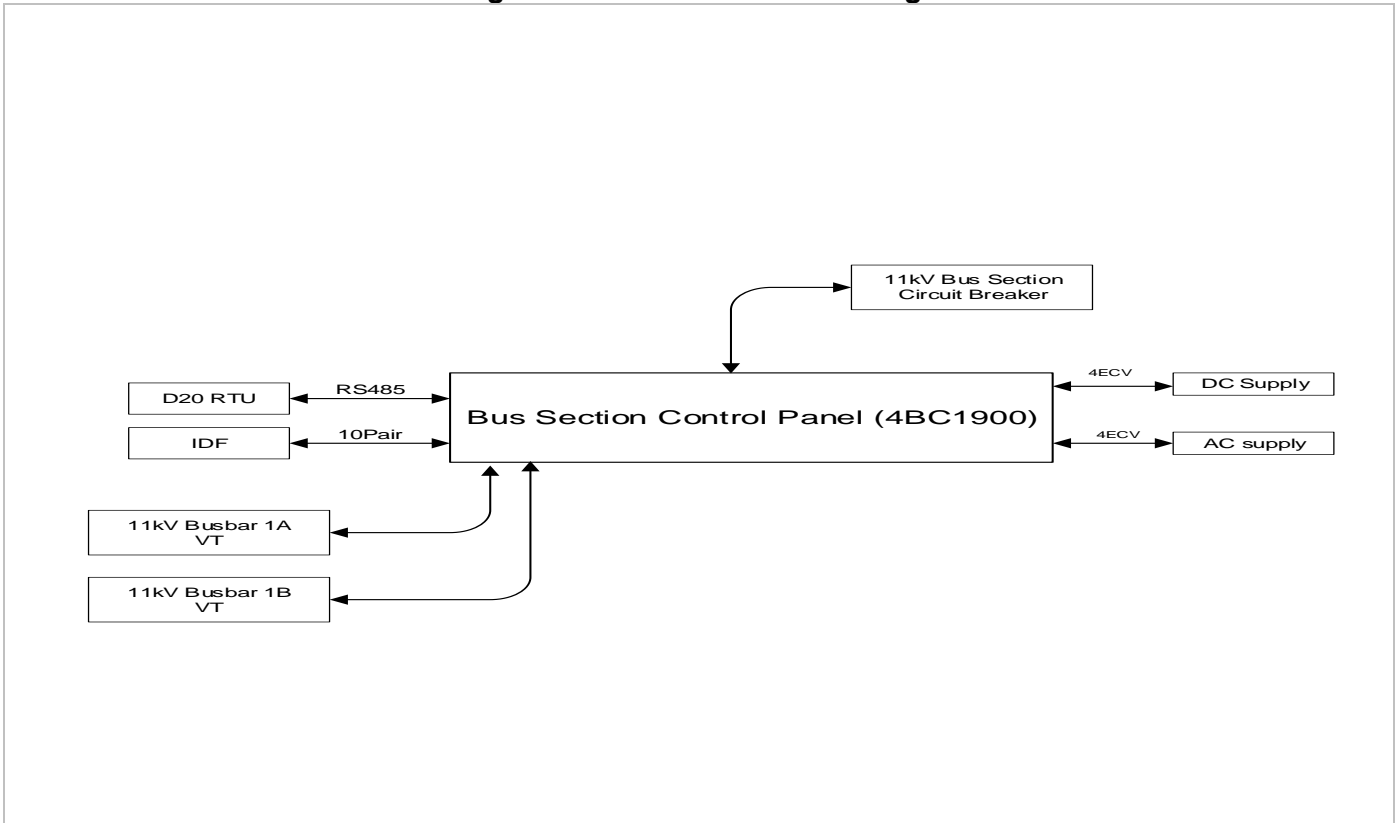 11kV Bus Section
Circuit Breaker
D20 RTU
RS485
Bus Section Control Panel (4BC1900)
4ECV
DC Supply
IDF
10Pair
4ECV
AC supply
11kV Busbar 1A
VT
11kV Busbar 1B
VT